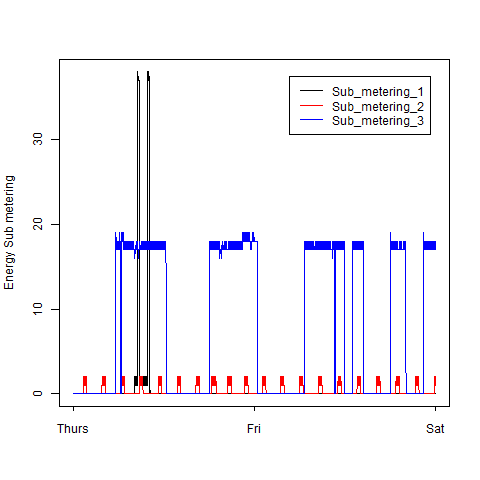 Sub_metering_1
Sub_metering_2
Sub_metering_3
Energy Sub metering
30
20
10
0
Thurs
Fri
Sat